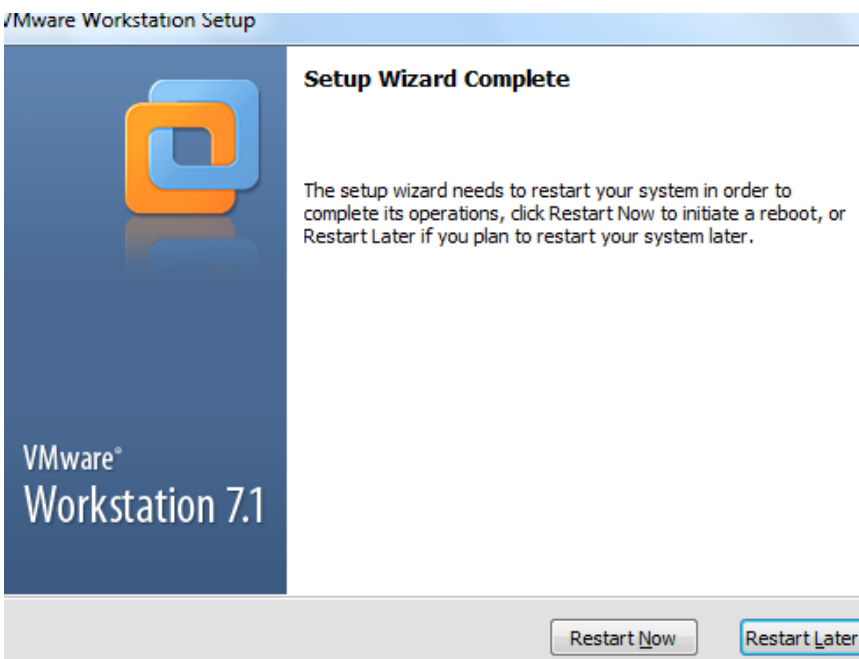 VMware Workstation Setup
Setup Wizard Complete
The setup wizard needs to restart your system in order to
complete its operations, click Restart Now to initiate a reboot, or
Restart Later if you plan to restart your system later.
VMware®
Workstation 7.1
Restart Now
Restart Later